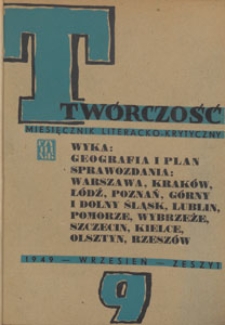 TWÓRCZOŚĆ
MIESIĘCZNIK LITERACKO-KRYTYCZNY
WYKA:
GEOGRAFIA I PLAN
SPRAWOZDANIA:
WARSZAWA, KRAKÓW,
ŁÓDŹ, POZNAŃ, GÓRNY
I DOLNY ŚLĄSK, LUBLIN,
POMORZE, WYBRZEŻE,
SZCZECIN, KIELCE,
OLSZTYN, RZESZÓW
1949 — WRZESIEŃ — ZESZYT
9